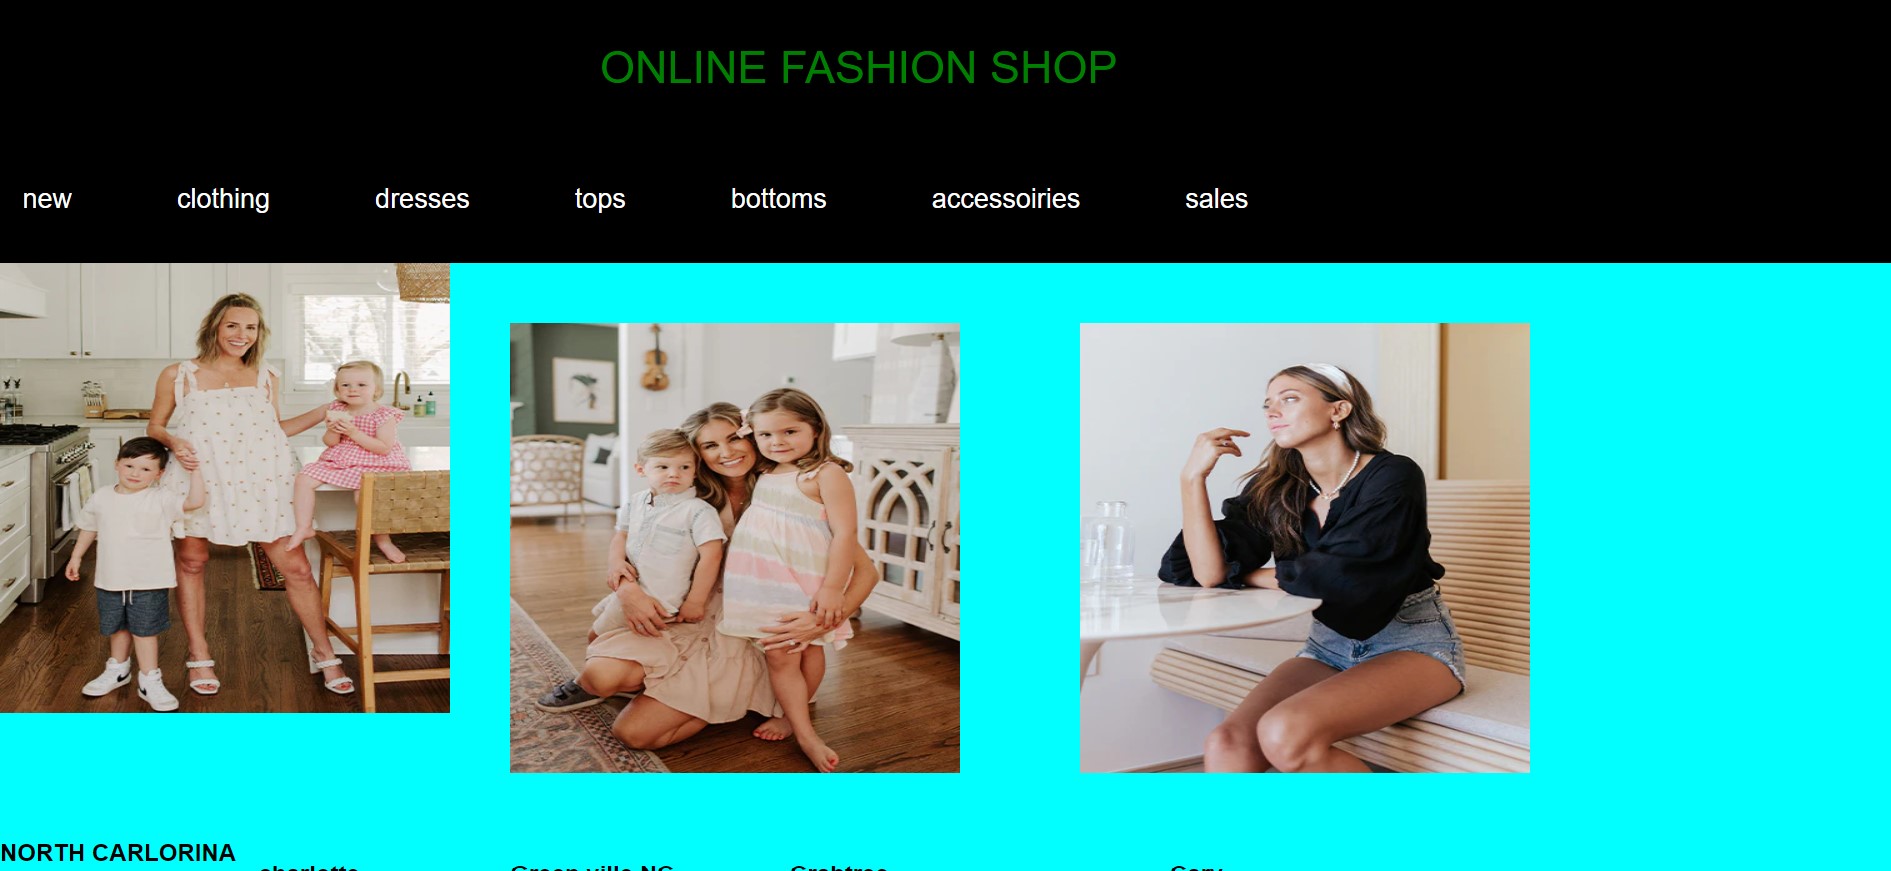 ONLINE FASHION SHOP
new clothing dresses tops bottoms accessoiries sales
NORTH CARLORINA
charlotte Green ville NC Crabtree Cary